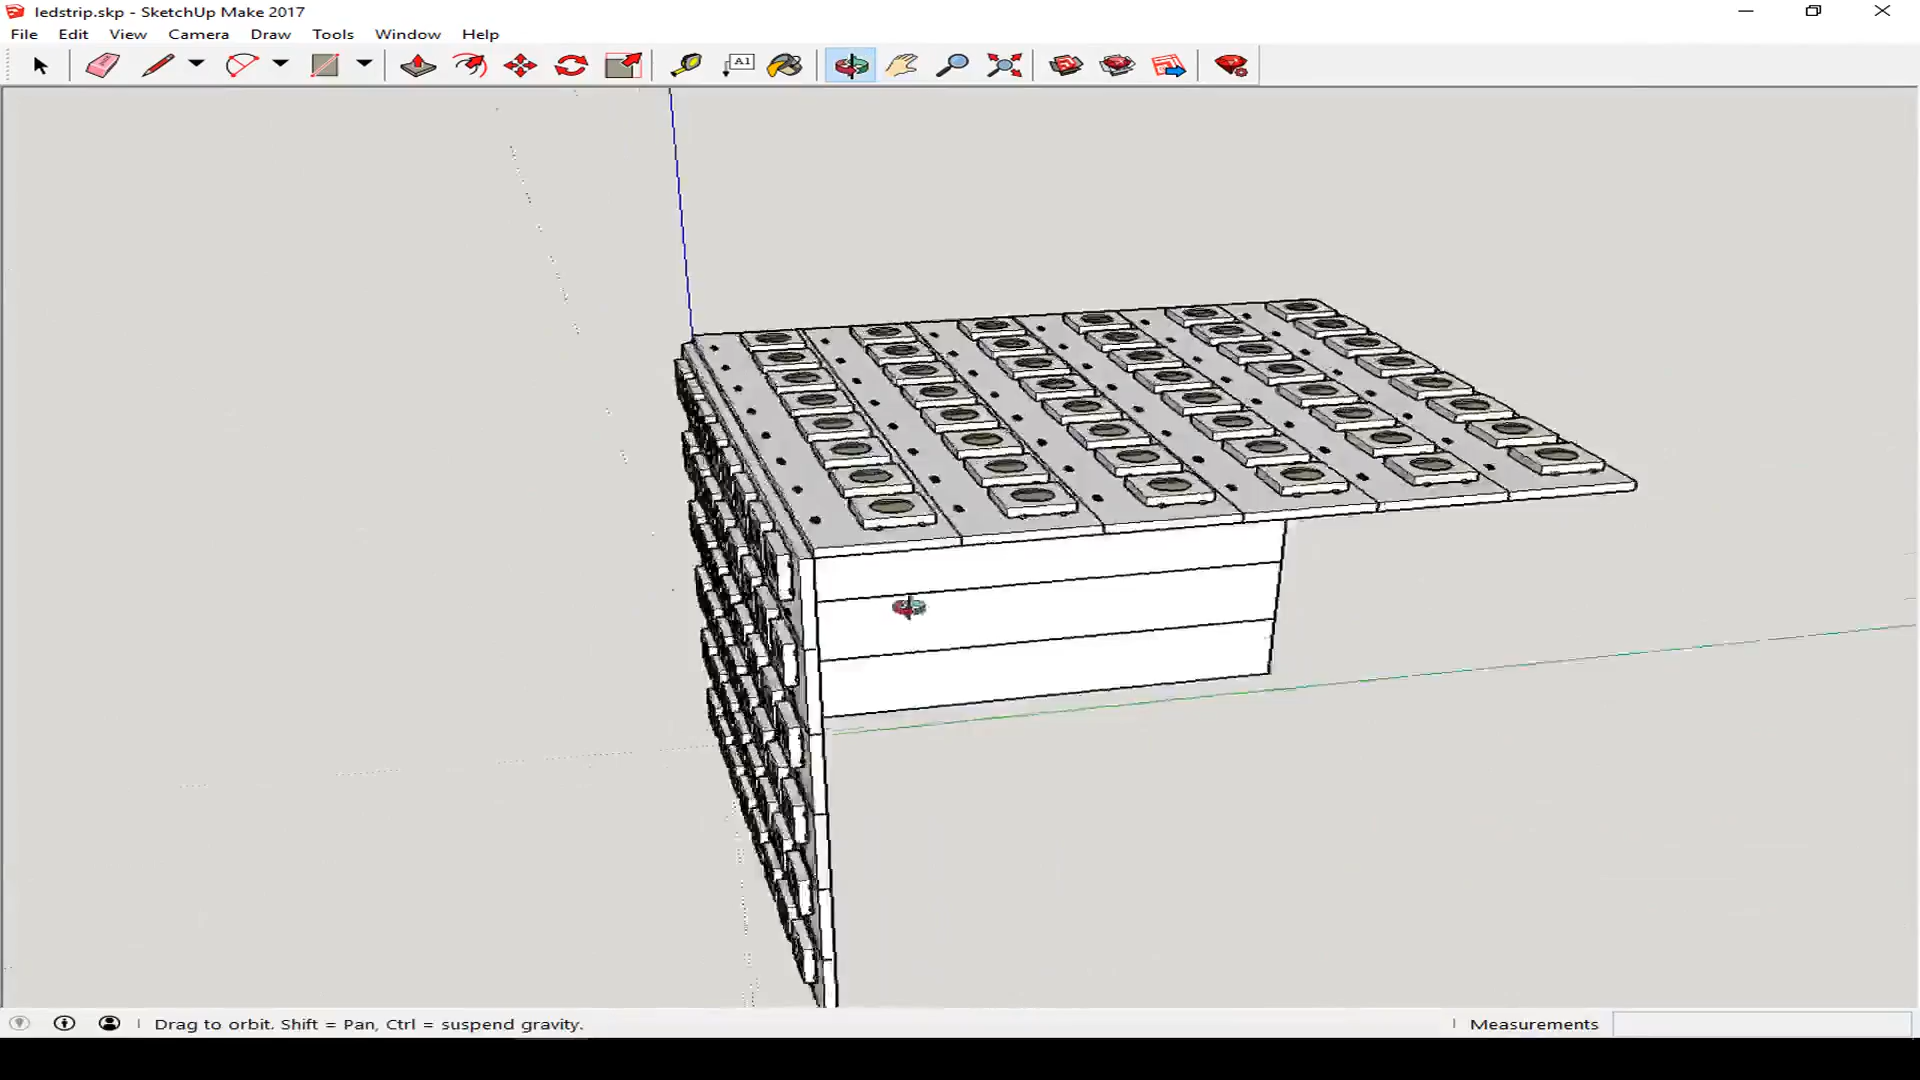 ledstrip.skp - SketchUp Make 2017
File Edit View Camera Draw Tools Window Help
A1
Drag to orbit. Shift = Pan, Ctrl = suspend gravity.
Measurements